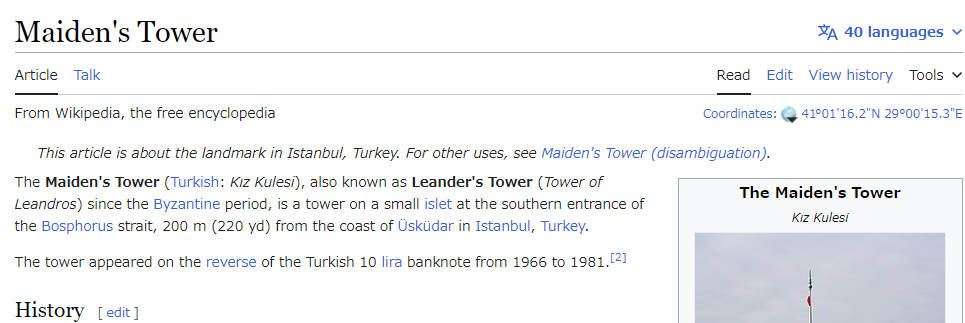 Maiden's Tower
40 languages
Article Talk
Read Edit View history Tools
From Wikipedia, the free encyclopedia
Coordinates: 41°01'16.2"N 29°00'15.3"E
This article is about the landmark in Istanbul, Turkey. For other uses, see Maiden's Tower (disambiguation).
The Maiden's Tower (Turkish: Kız Kulesi), also known as Leander's Tower (Tower of
Leandros) since the Byzantine period, is a tower on a small islet at the southern entrance of
the Bosphorus strait, 200 m (220 yd) from the coast of Üsküdar in Istanbul, Turkey.
The tower appeared on the reverse of the Turkish 10 lira banknote from 1966 to 1981.[2]
History [ edit ]
The Maiden's Tower
Kız Kulesi